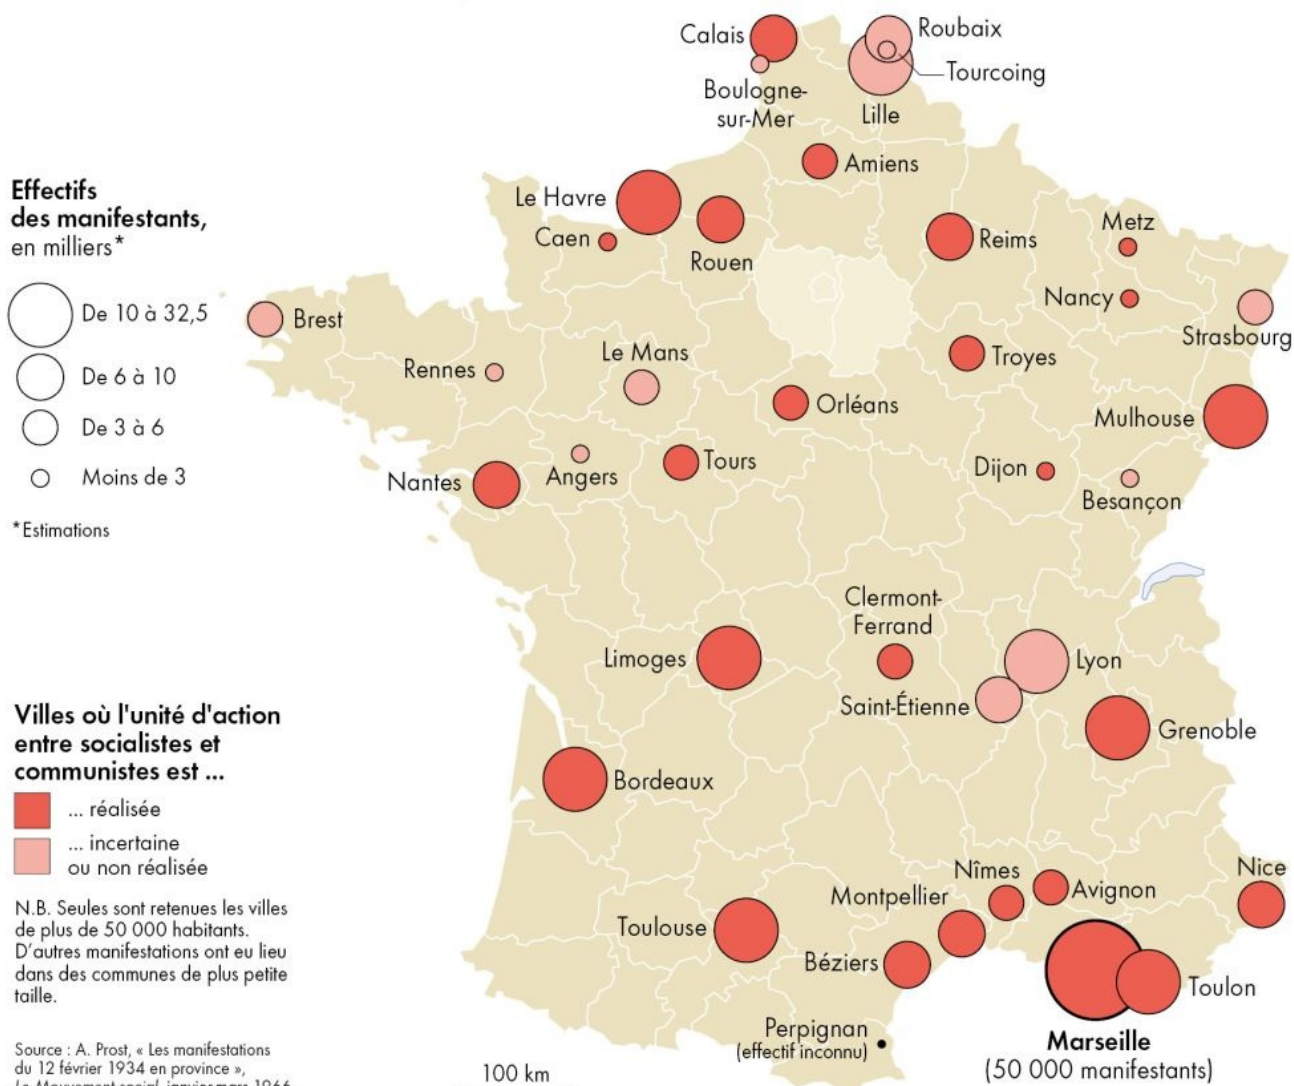 Calais
Roubaix
Tourcoing
Boulogne-
sur-Mer
Lille
Amiens
Effectifs
des manifestants,
en milliers*
De 10 à 32,5
De 6 à 10
De 3 à 6
Moins de 3
*Estimations
Le Havre
Caen
Rouen
Reims
Metz
Nancy
Strasbourg
Brest
Rennes
Le Mans
Troyes
Orléans
Mulhouse
Nantes
Angers
Tours
Dijon
Besançon
Clermont-
Ferrand
Limoges
Lyon
Saint-Étienne
Grenoble
Villes où l'unité d'action
entre socialistes et
communistes est ...
... réalisée
... incertaine
ou non réalisée
Bordeaux
N.B. Seules sont retenues les villes
de plus de 50 000 habitants.
D'autres manifestations ont eu lieu
dans des communes de plus petite
taille.
Nîmes
Avignon
Nice
Montpellier
Toulouse
Béziers
Toulon
Perpignan
(effectif inconnu)
Marseille
(50 000 manifestants)
Source : A. Prost, « Les manifestations
du 12 février 1934 en province »,
Le Mouvement social, janvier-mars 1966
100 km